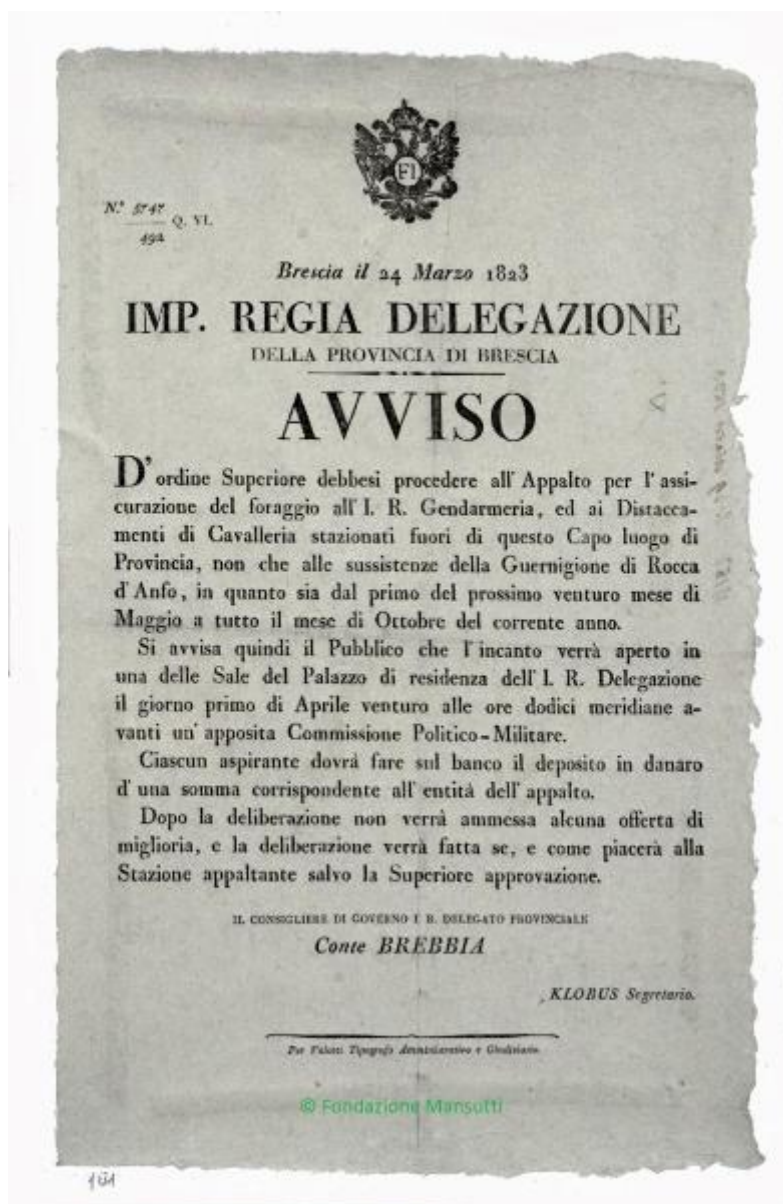 FI
N.° 5747
492 Q. VI.
Brescia il 24 Marzo 1823
IMP. REGIA DELEGAZIONE
DELLA PROVINCIA DI BRESCIA
AVVISO
D'ordine Superiore debbesi procedere all'Appalto per l'assi-
curazione del foraggio all'I. R. Gendarmeria, ed ai Distacca-
menti di Cavalleria stazionati fuori di questo Capo luogo di
Provincia, non che alle sussistenze della Guernigione di Rocca
d'Anfo, in quanto sia dal primo del prossimo venturo mese di
Maggio a tutto il mese di Ottobre del corrente anno.
Si avvisa quindi il Pubblico che l'incanto verrà aperto in
una delle Sale del Palazzo di residenza dell'I. R. Delegazione
il giorno primo di Aprile venturo alle ore dodici meridiane a-
vanti un'apposita Commissione Politico-Militare.
Ciascun aspirante dovrà fare sul banco il deposito in danaro
d'una somma corrispondente all'entità dell'appalto.
Dopo la deliberazione non verrà ammessa alcuna offerta di
miglioria, e la deliberazione verrà fatta se, e come piacerà alla
Stazione appaltante salvo la Superiore approvazione.
IL CONSIGLIERE DI GOVERNO I R. DELEGATO PROVINCIALE
Conte BREBBIA
KLOBUS Segretario.
Per Valotti Tipografo Amministrativo e Giudiziario
© Fondazione Mansutti